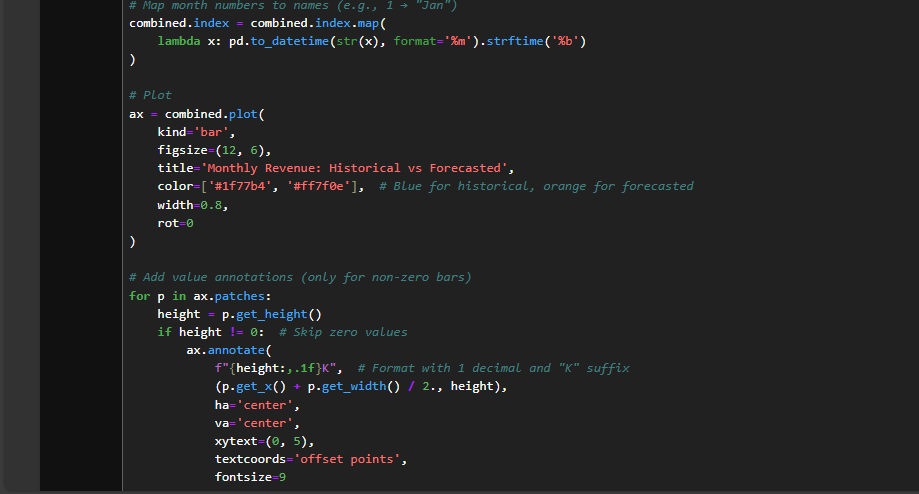 # Map month numbers to names (e.g., 1 → "Jan")
combined.index = combined.index.map(
    lambda x: pd.to_datetime(str(x), format='%m').strftime('%b')
)

# Plot
ax = combined.plot(
    kind='bar',
    figsize=(12, 6),
    title='Monthly Revenue: Historical vs Forecasted',
    color=['#1f77b4', '#ff7f0e'],  # Blue for historical, orange for forecasted
    width=0.8,
    rot=0
)

# Add value annotations (only for non-zero bars)
for p in ax.patches:
    height = p.get_height()
    if height != 0:  # Skip zero values
        ax.annotate(
            f"{height:,.1f}K",  # Format with 1 decimal and "K" suffix
            (p.get_x() + p.get_width() / 2., height),
            ha='center',
            va='center',
            xytext=(0, 5),
            textcoords='offset points',
            fontsize=9